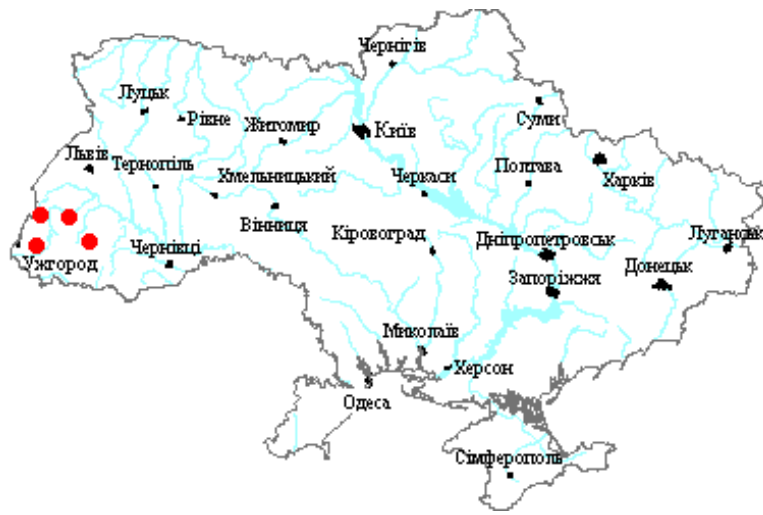 Чернігів
Луцьк
Рівне
Житомир
Київ
Суми
Львів
Тернопіль
Хмельницький
Черкаси
Полтава
Харків
Вінниця
Чернівці
Кіровоград
Дніпропетровськ
Луганськ
Ужгород
Запоріжжя
Донецьк
Миколаїв
Херсон
Одеса
Сімферополь